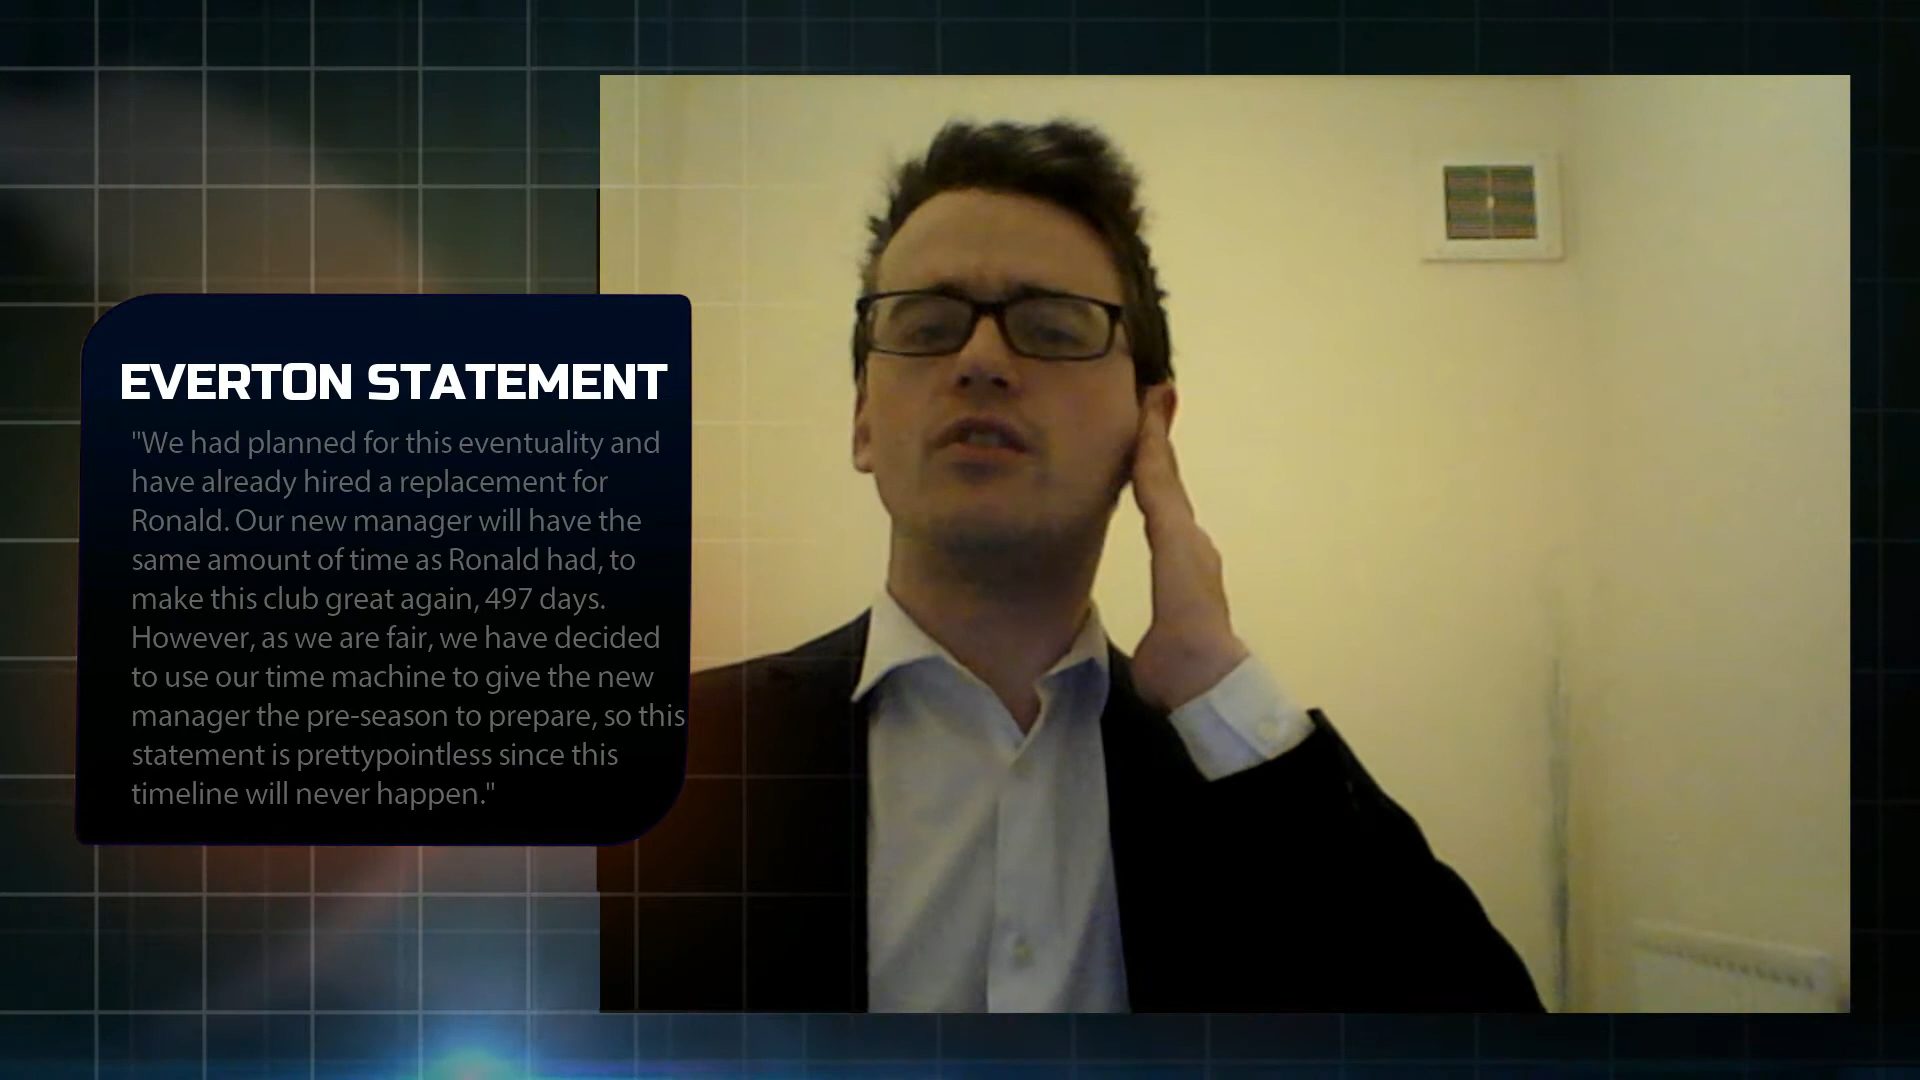 EVERTON STATEMENT
"We had planned for this eventuality and
have already hired a replacement for
Ronald. Our new manager will have the
same amount of time as Ronald had, to
make this club great again, 497 days.
However, as we are fair, we have decided
to use our time machine to give the new
manager the pre-season to prepare, so this
statement is prettypointless since this
timeline will never happen."